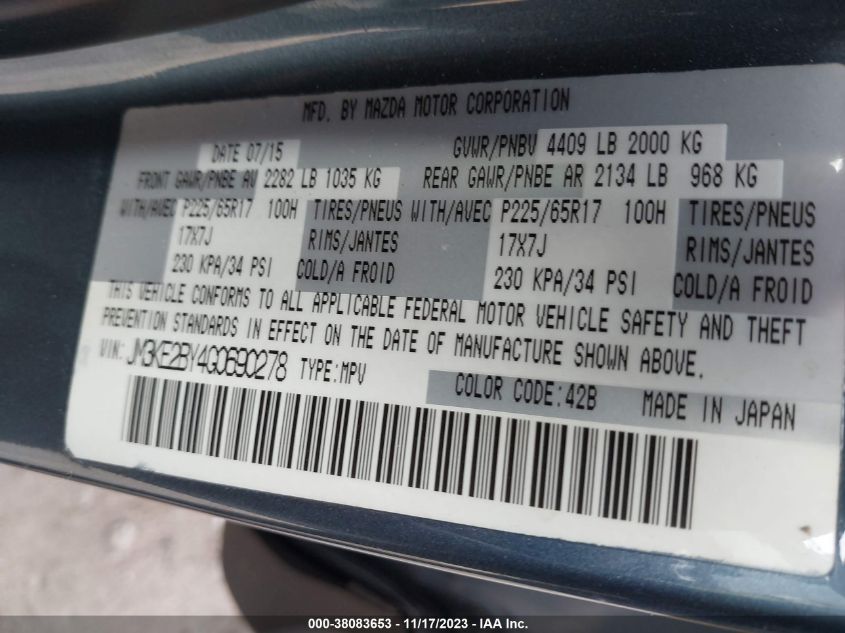 MFD. BY MAZDA MOTOR CORPORATION
DATE 07/15 GVWR/PNBV 4409 LB 2000 KG
FRONT GAWR/PNBE AV 2282 LB 1035 KG REAR GAWR/PNBE AR 2134 LB 968 KG
WITH/AVEC P225/65R17 100H TIRES/PNEUS WITH/AVEC P225/65R17 100H TIRES/PNEUS
17X7J RIMS/JANTES 17X7J RIMS/JANTES
230 KPA/34 PSI COLD/A FROID 230 KPA/34 PSI COLD/A FROID
THIS VEHICLE CONFORMS TO ALL APPLICABLE FEDERAL MOTOR VEHICLE SAFETY AND THEFT
PREVENTION STANDARDS IN EFFECT ON THE DATE OF MANUFACTURE SHOWN ABOVE.
VIN: JM3KE2BY4G0690278 TYPE:MPV
COLOR CODE:42B MADE IN JAPAN
000-38083653 - 11/17/2023 - IAA Inc.